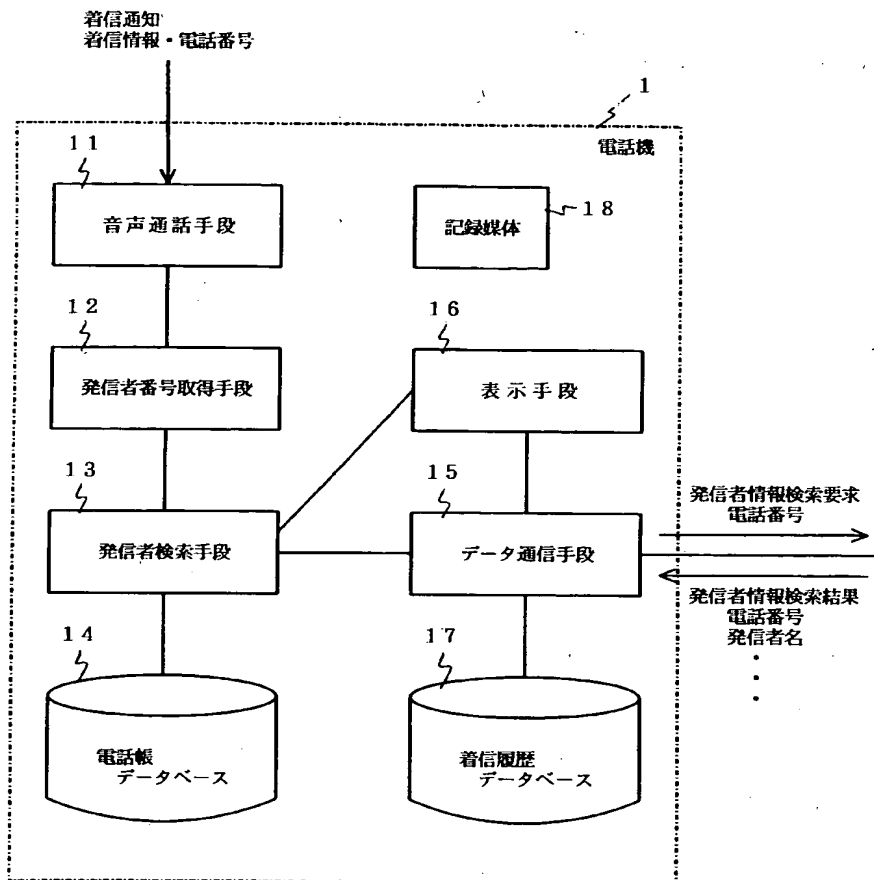 着信通知
着信情報・電話番号
1
電話機
11
音声通話手段
記録媒体
18
12
発信者番号取得手段
16
表示手段
13
発信者検索手段
15
データ通信手段
発信者情報検索要求
電話番号
発信者情報検索結果
電話番号
発信者名
・
・
・
14
電話帳
データベース
17
着信履歴
データベース